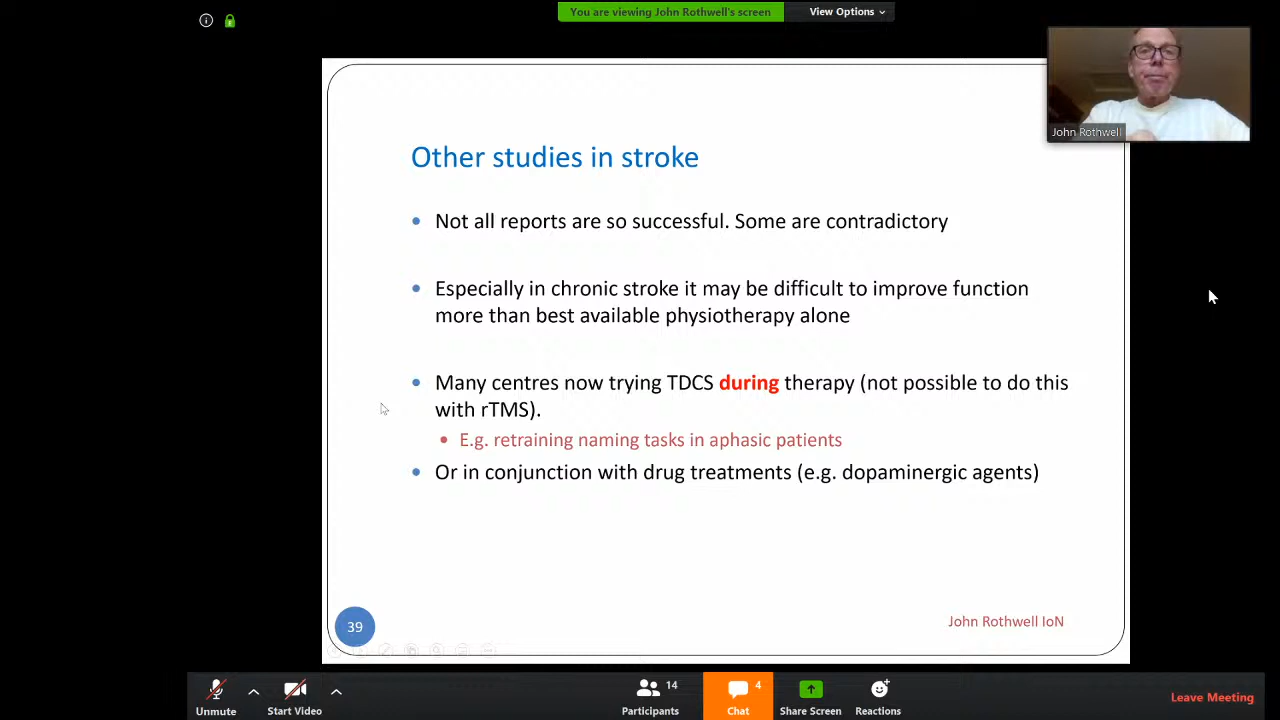 You are viewing John Rothwell's screen
View Options
John Rothwell
Other studies in stroke
Not all reports are so successful. Some are contradictory
Especially in chronic stroke it may be difficult to improve function
more than best available physiotherapy alone
Many centres now trying TDCS during therapy (not possible to do this
with rTMS).
E.g. retraining naming tasks in aphasic patients
Or in conjunction with drug treatments (e.g. dopaminergic agents)
39
John Rothwell IoN
Unmute
Start Video
14
Participants
4
Chat
Share Screen
Reactions
Leave Meeting